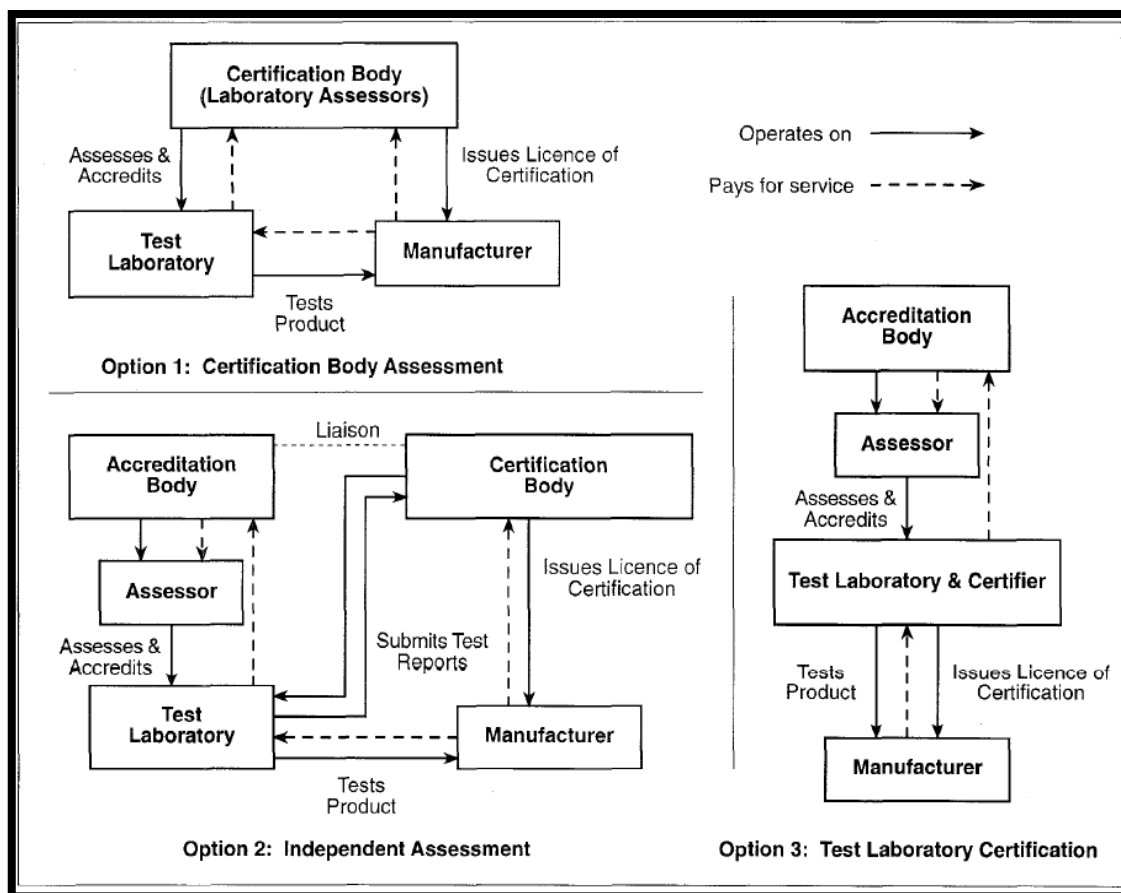 Certification Body
(Laboratory Assessors)
Operates on
Assesses &
Accredits
Issues Licence of
Certification
Pays for service
Test
Laboratory
Manufacturer
Tests
Product
Option 1: Certification Body Assessment
Liaison
Accreditation
Body
Certification
Body
Assessor
Issues Licence of
Certification
Assesses &
Accredits
Submits Test
Reports
Test
Laboratory
Manufacturer
Tests
Product
Option 2: Independent Assessment
Accreditation
Body
Assessor
Assesses &
Accredits
Test Laboratory & Certifier
Tests
Product
Issues Licence of
Certification
Manufacturer
Option 3: Test Laboratory Certification